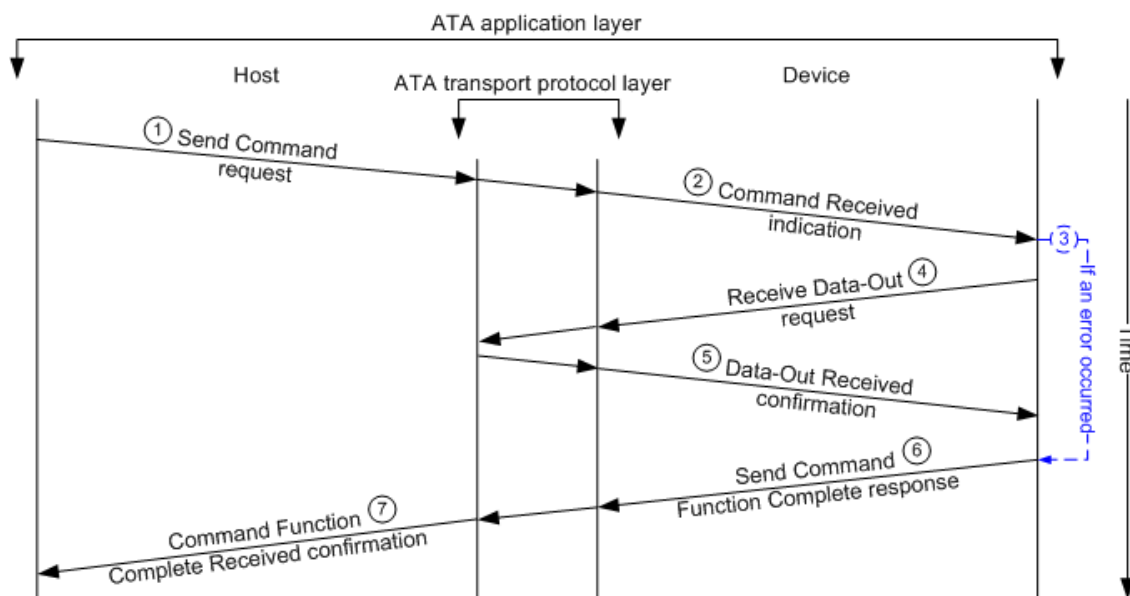 ATA application layer
Host
Device
ATA transport protocol layer
1 Send Command
request
2 Command Received
indication
3
If an error occurred
Receive Data-Out 4
request
Time
5 Data-Out Received
confirmation
Send Command 6
Function Complete response
Command Function 7
Complete Received confirmation